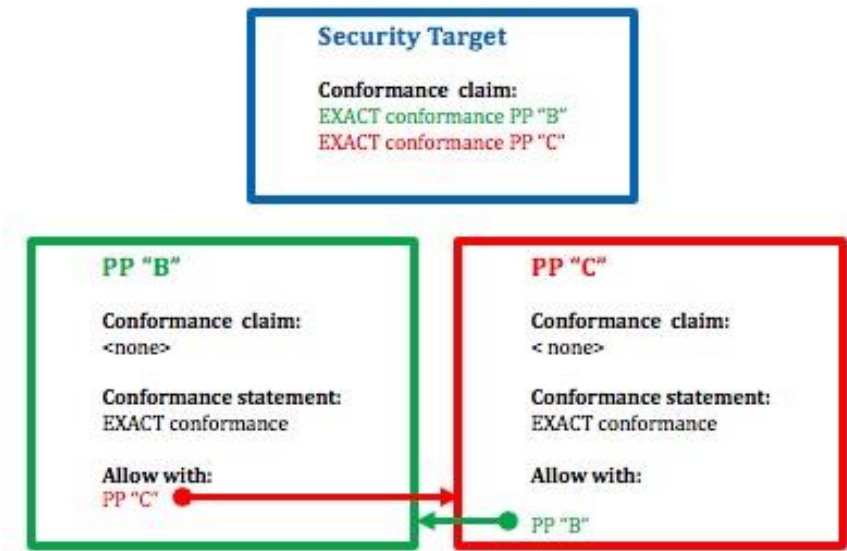 Security Target
Conformance claim:
EXACT conformance PP "B"
EXACT conformance PP "C"
PP "B"
Conformance claim:
<none>
Conformance statement:
EXACT conformance
Allow with:
PP "C"
PP "C"
Conformance claim:
< none>
Conformance statement:
EXACT conformance
Allow with:
PP "B"